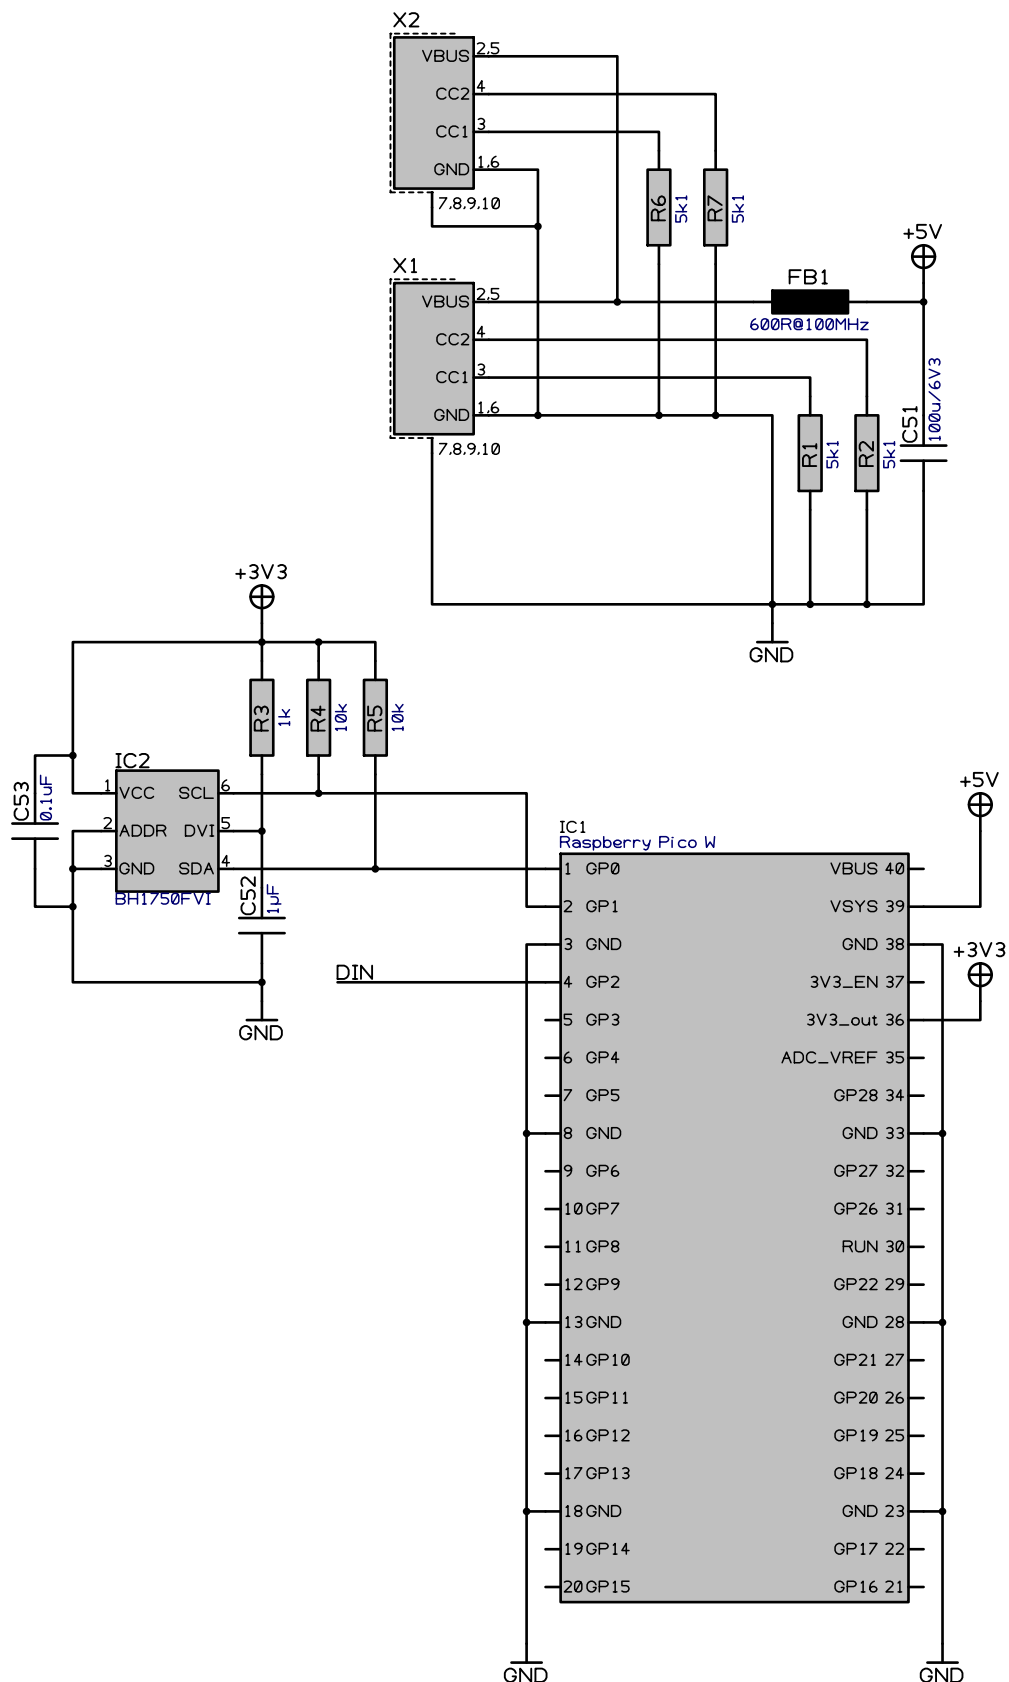 X2
VBUS 2,5
CC2 4
CC1 3
GND 1,6
7,8,9,10
R6 5k1
R7 5k1
X1
VBUS 2,5
CC2 4
CC1 3
GND 1,6
7,8,9,10
FB1
600R@100MHz
+5V
R1 5k1
R2 5k1
C51 100u/6V3
GND
+3V3
R3 1k
R4 10k
R5 10k
C53 0.1uF
IC2
1 VCC SCL 6
2 ADDR DVI 5
3 GND SDA 4
BH1750FVI
C52 1µF
GND
DIN
+5V
+3V3
IC1
Raspberry Pico W
1 GP0 VBUS 40
2 GP1 VSYS 39
3 GND GND 38
4 GP2 3V3_EN 37
5 GP3 3V3_out 36
6 GP4 ADC_VREF 35
7 GP5 GP28 34
8 GND GND 33
9 GP6 GP27 32
10 GP7 GP26 31
11 GP8 RUN 30
12 GP9 GP22 29
13 GND GND 28
14 GP10 GP21 27
15 GP11 GP20 26
16 GP12 GP19 25
17 GP13 GP18 24
18 GND GND 23
19 GP14 GP17 22
20 GP15 GP16 21
GND GND